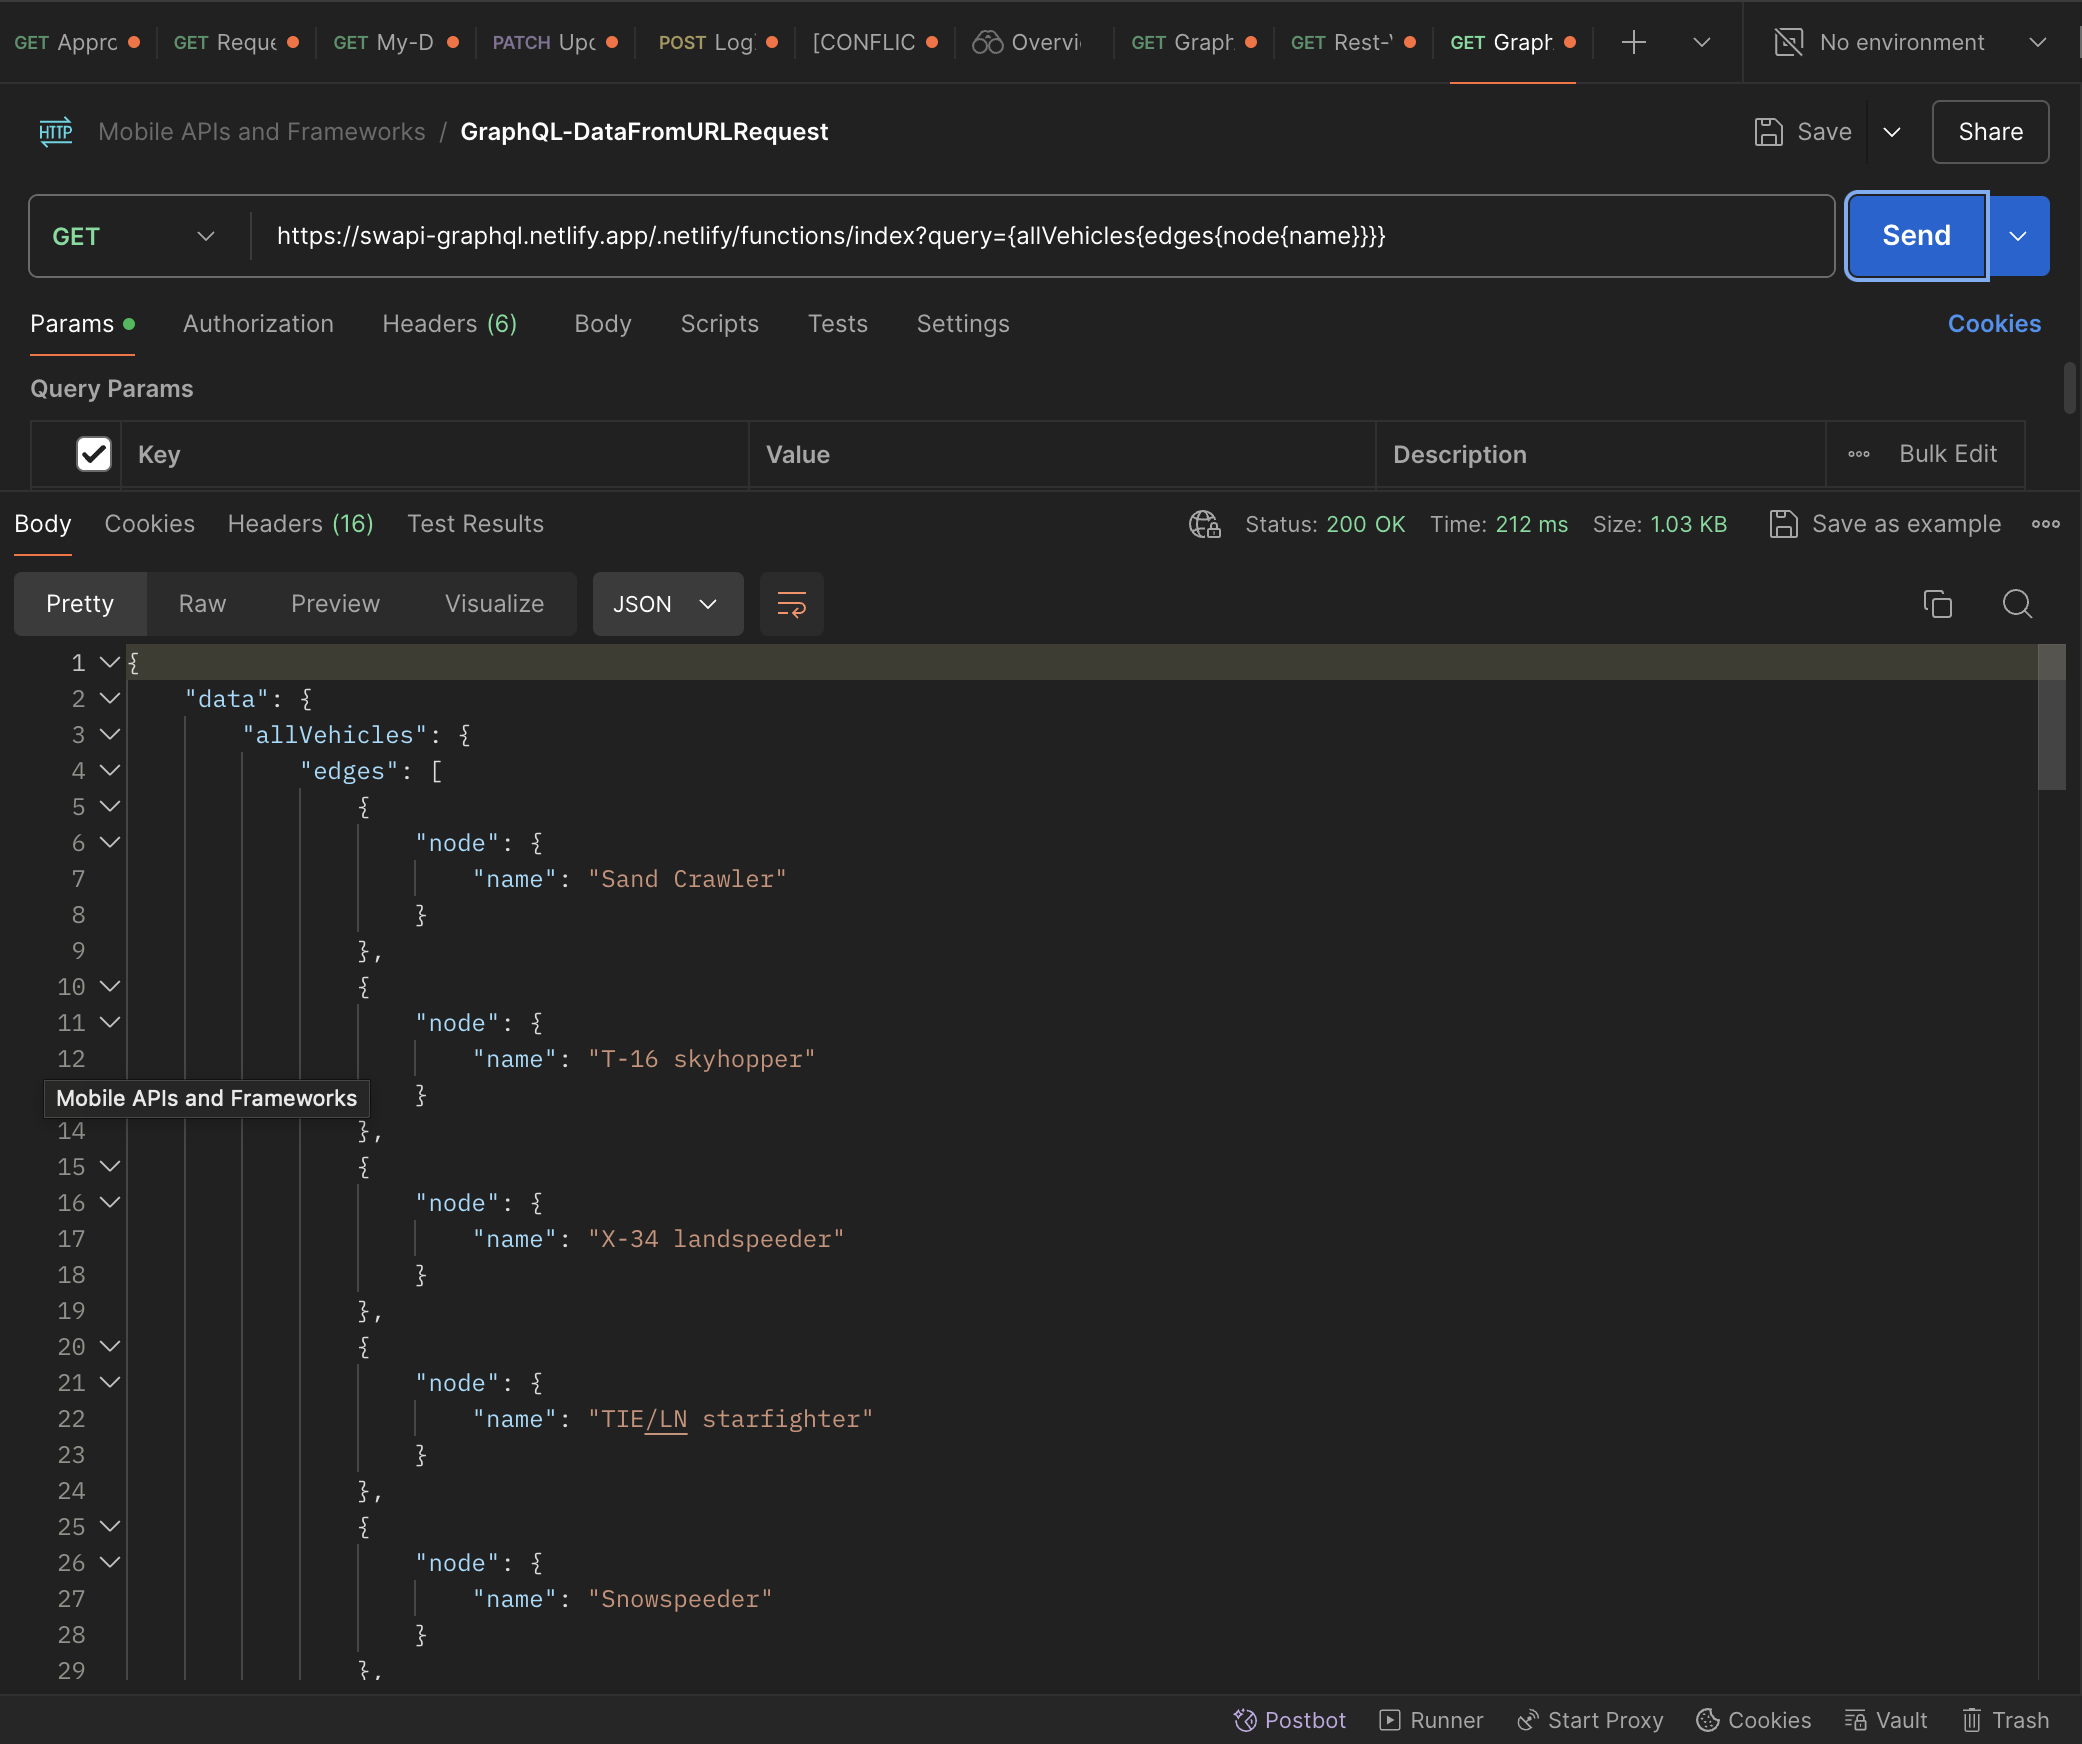 GET Appro GET Reque GET My-D PATCH Upd POST Log [CONFLIC Overvi GET Graph Rest-V GET Graph No environment
HTTP Mobile APIs and Frameworks / GraphQL-DataFromURLRequest Save Share
GET https://swapi-graphql.netlify.app/.netlify/functions/index?query={allVehicles{edges{node{name}}}} Send
Params Authorization Headers (6) Body Scripts Tests Settings Cookies
Query Params
Key Value Description Bulk Edit
Body Cookies Headers (16) Test Results Status: 200 OK Time: 212 ms Size: 1.03 KB Save as example
Pretty Raw Preview Visualize JSON
1 {
2 "data": {
3 "allVehicles": {
4 "edges": [
5 {
6 "node": {
7 "name": "Sand Crawler"
8 }
9 },
10 {
11 "node": {
12 "name": "T-16 skyhopper"
Mobile APIs and Frameworks }
14 },
15 {
16 "node": {
17 "name": "X-34 landspeeder"
18 }
19 },
20 {
21 "node": {
22 "name": "TIE/LN starfighter"
23 }
24 },
25 {
26 "node": {
27 "name": "Snowspeeder"
28 }
29 },
Postbot Runner Start Proxy Cookies Vault Trash